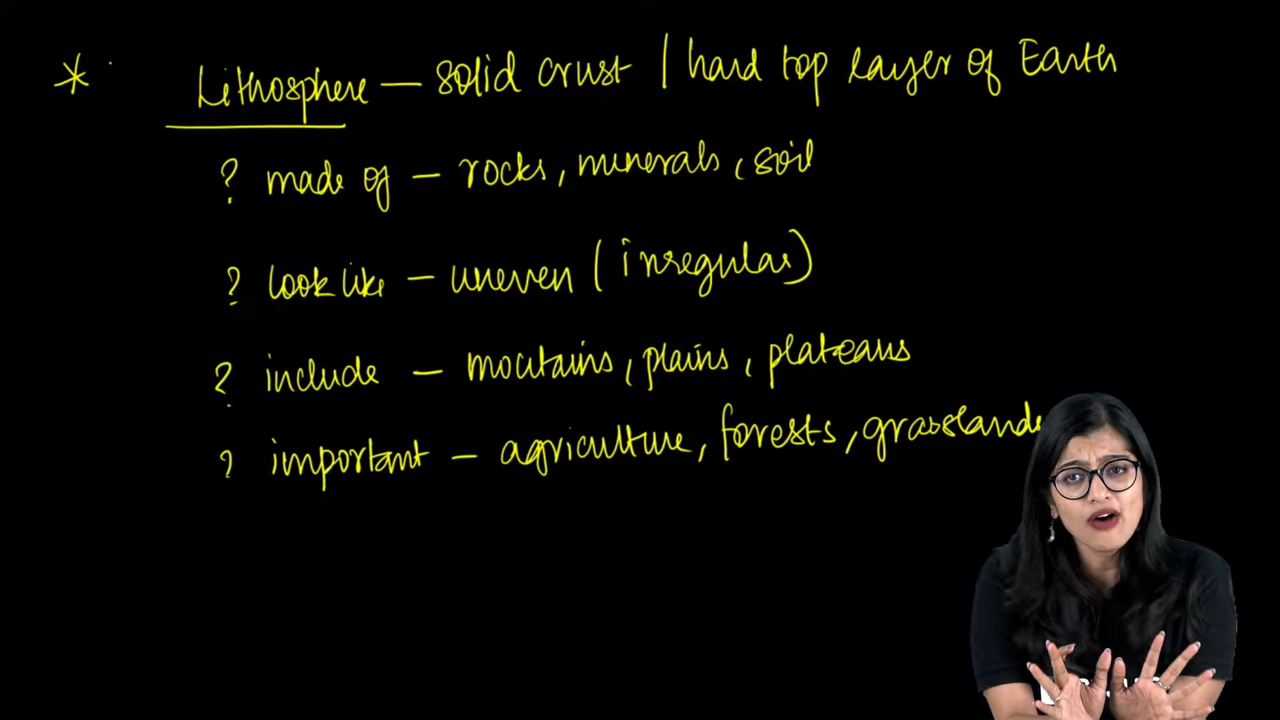 * Lithosphere — solid crust / hard top layer of Earth
? made of — rocks, minerals, soil
? look like — uneven (irregular)
? include — moutains, plains, plateaus
? important — agriculture, forests, grasslands